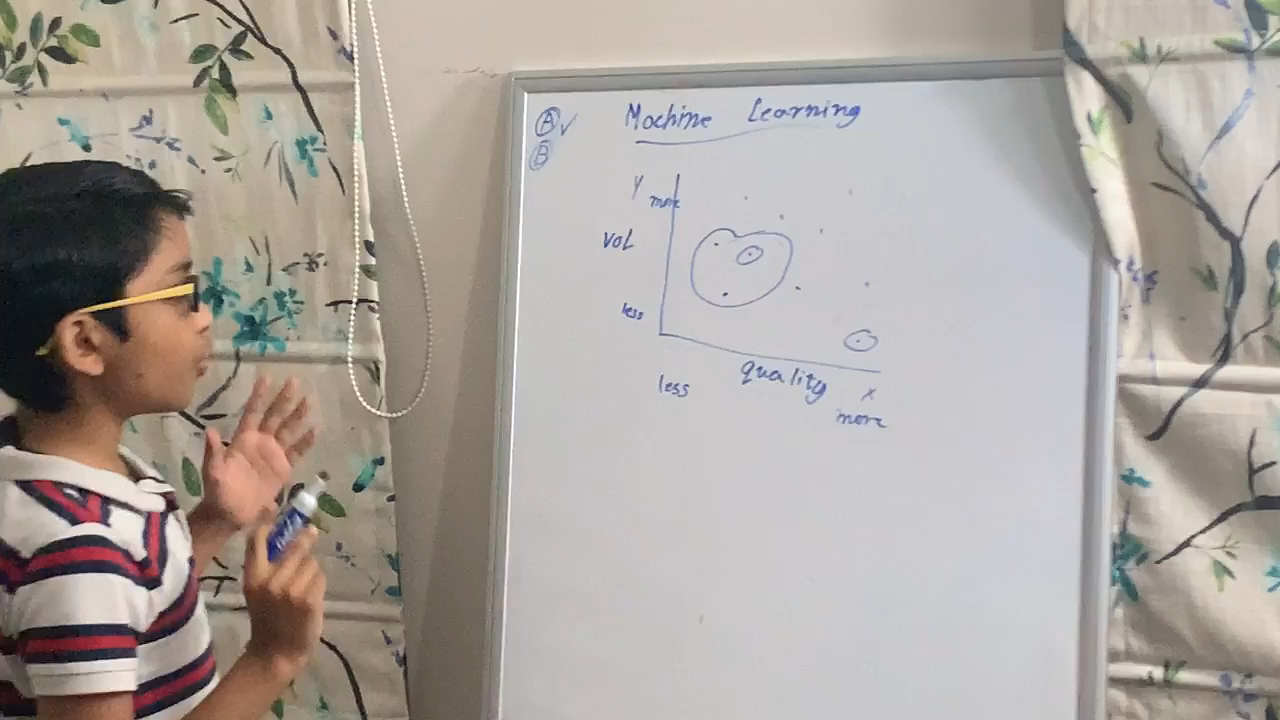 A ✓ Machine Learning
B
Y
more
VOL
less
quality
less
x
more